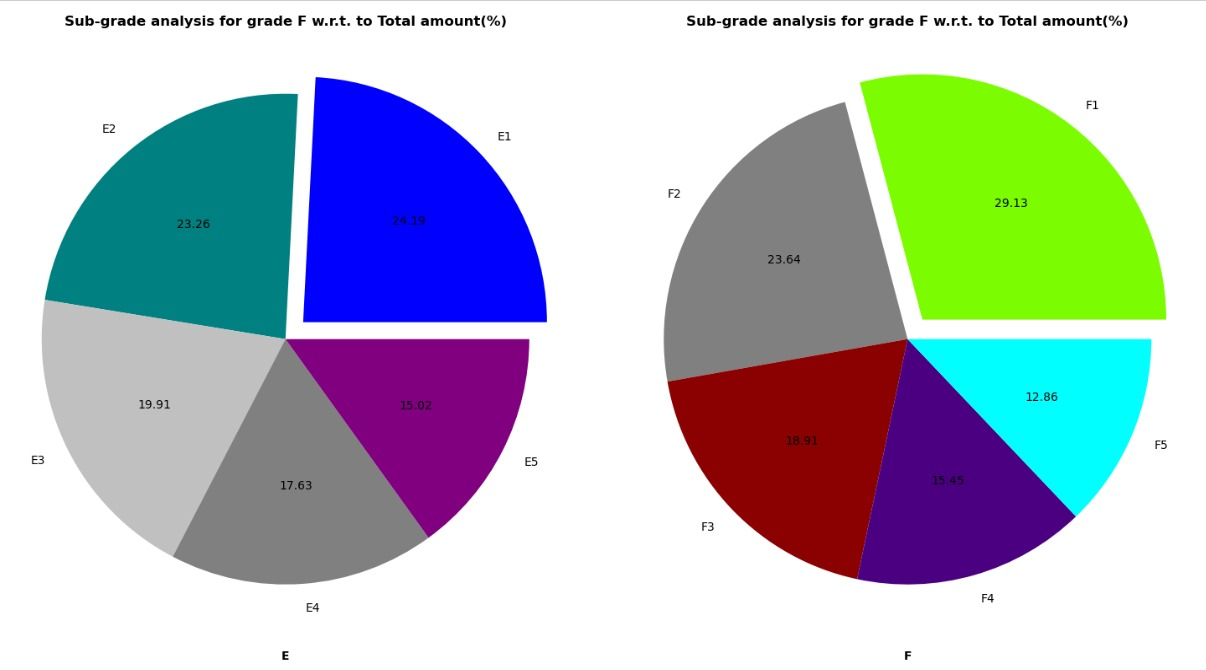 Sub-grade analysis for grade F w.r.t. to Total amount(%)
E1
E2
24.19
23.26
19.91
15.02
E3
E5
17.63
E4
E
Sub-grade analysis for grade F w.r.t. to Total amount(%)
F1
F2
29.13
23.64
12.86
18.91
F5
15.45
F3
F4
F